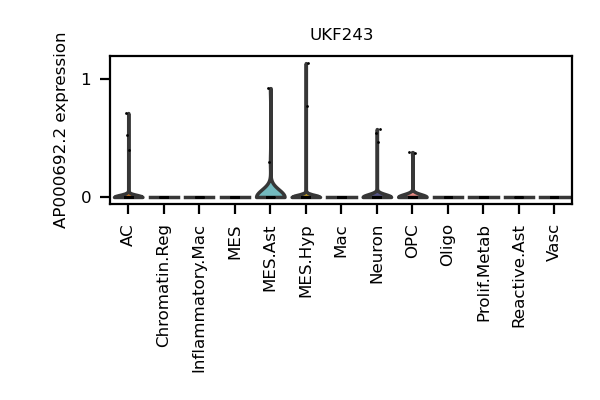 UKF243
AP000692.2 expression
1
0
AC
Chromatin.Reg
Inflammatory.Mac
MES
MES.Ast
MES.Hyp
Mac
Neuron
OPC
Oligo
Prolif.Metab
Reactive.Ast
Vasc